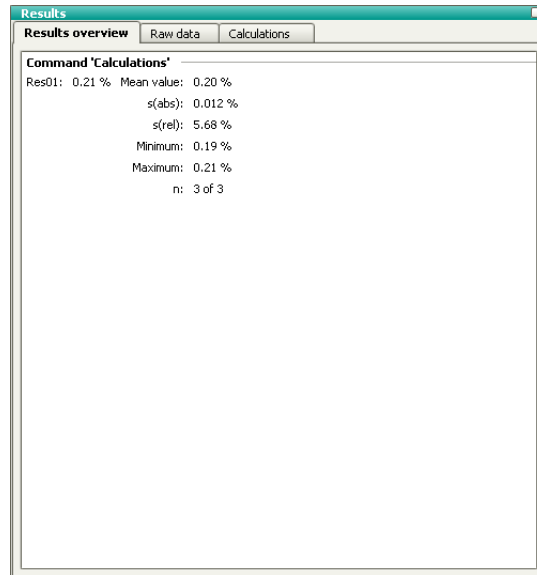 Results
Results overview Raw data Calculations
Command 'Calculations'
Res01: 0.21 % Mean value: 0.20 %
s(abs): 0.012 %
s(rel): 5.68 %
Minimum: 0.19 %
Maximum: 0.21 %
n: 3 of 3